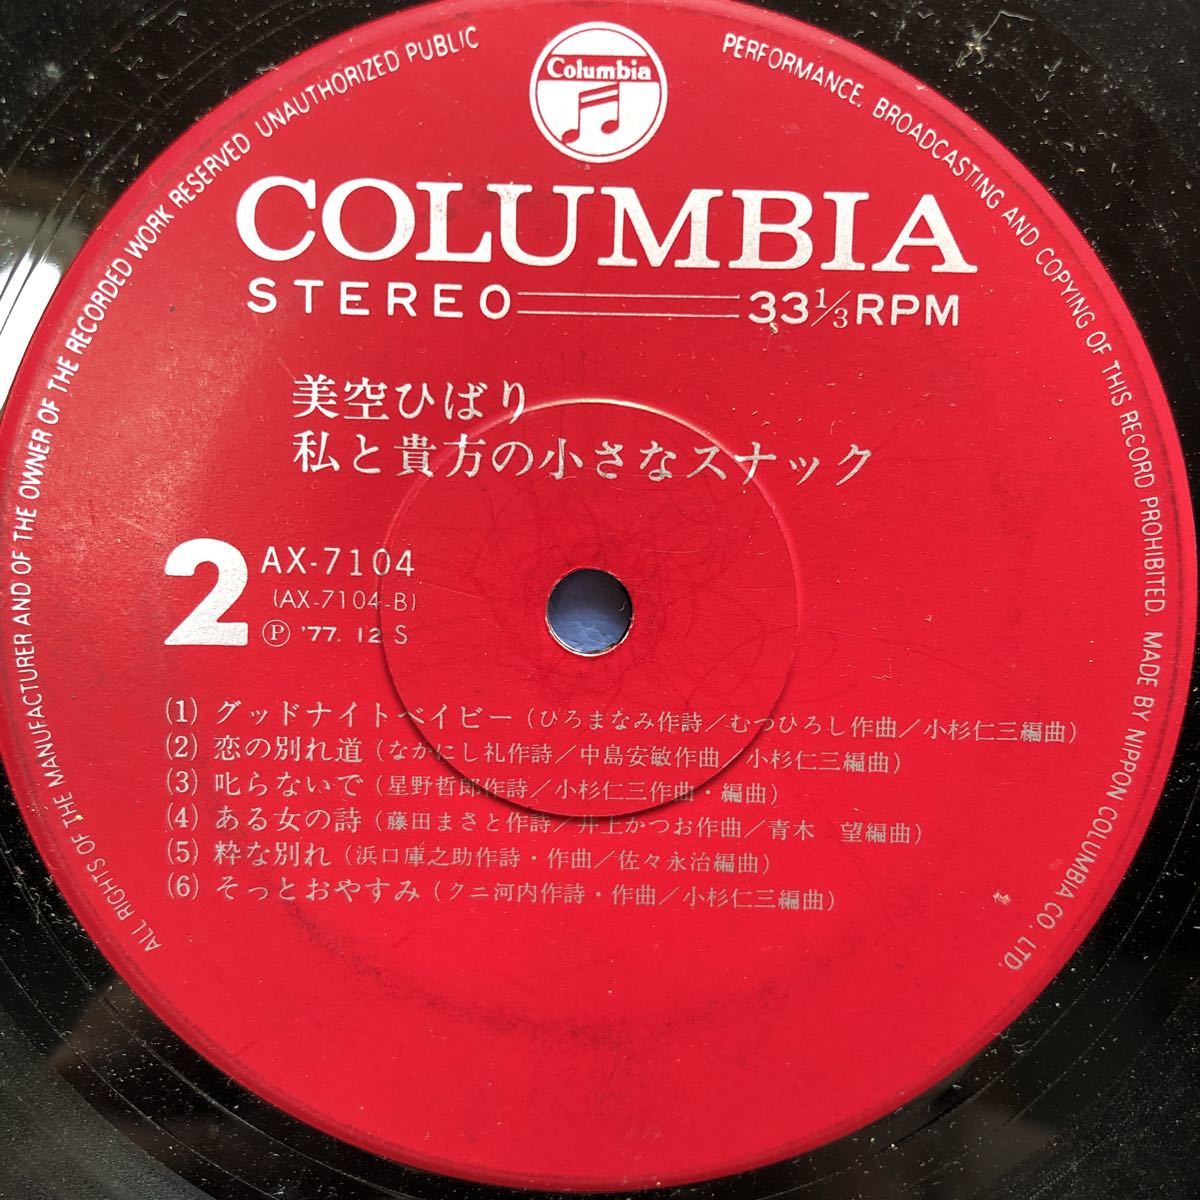 ALL RIGHTS OF THE MANUFACTURER AND OF THE OWNER OF THE RECORDED WORK RESERVED UNAUTHORIZED PUBLIC PERFORMANCE. BROADCASTING AND COPYING OF THIS RECORD PROHIBITED. MADE BY NIPPON COLUMBIA CO., LTD.
Columbia
COLUMBIA
STEREO 33 1/3 RPM
美空ひばり
私と貴方の小さなスナック
2
AX-7104
(AX-7104-B)
Ⓟ '77. 12 S
(1) グッドナイトベイビー(ひろまなみ作詩/むつひろし作曲/小杉仁三編曲)
(2) 恋の別れ道(なかにし礼作詩/中島安敏作曲/小杉仁三編曲)
(3) 叱らないで(星野哲郎作詩/小杉仁三作曲・編曲)
(4) ある女の詩(藤田まさと作詩/井上かつお作曲/青木 望編曲)
(5) 粋な別れ(浜口庫之助作詩・作曲/佐々永治編曲)
(6) そっとおやすみ(クニ河内作詩・作曲/小杉仁三編曲)